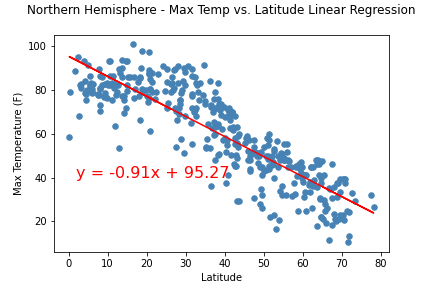 Northern Hemisphere - Max Temp vs. Latitude Linear Regression
100
80
60
40
20
Max Temperature (F)
y = -0.91x + 95.27
0 10 20 30 40 50 60 70 80
Latitude